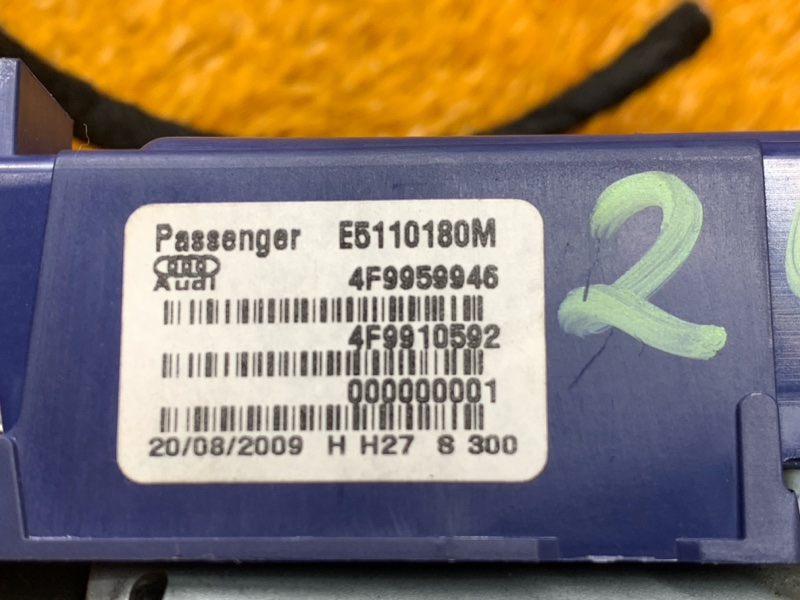 Passenger E5110180M
Audi 4F9959946
4F9910592
000000001
20/08/2009 H H27 S 300
2